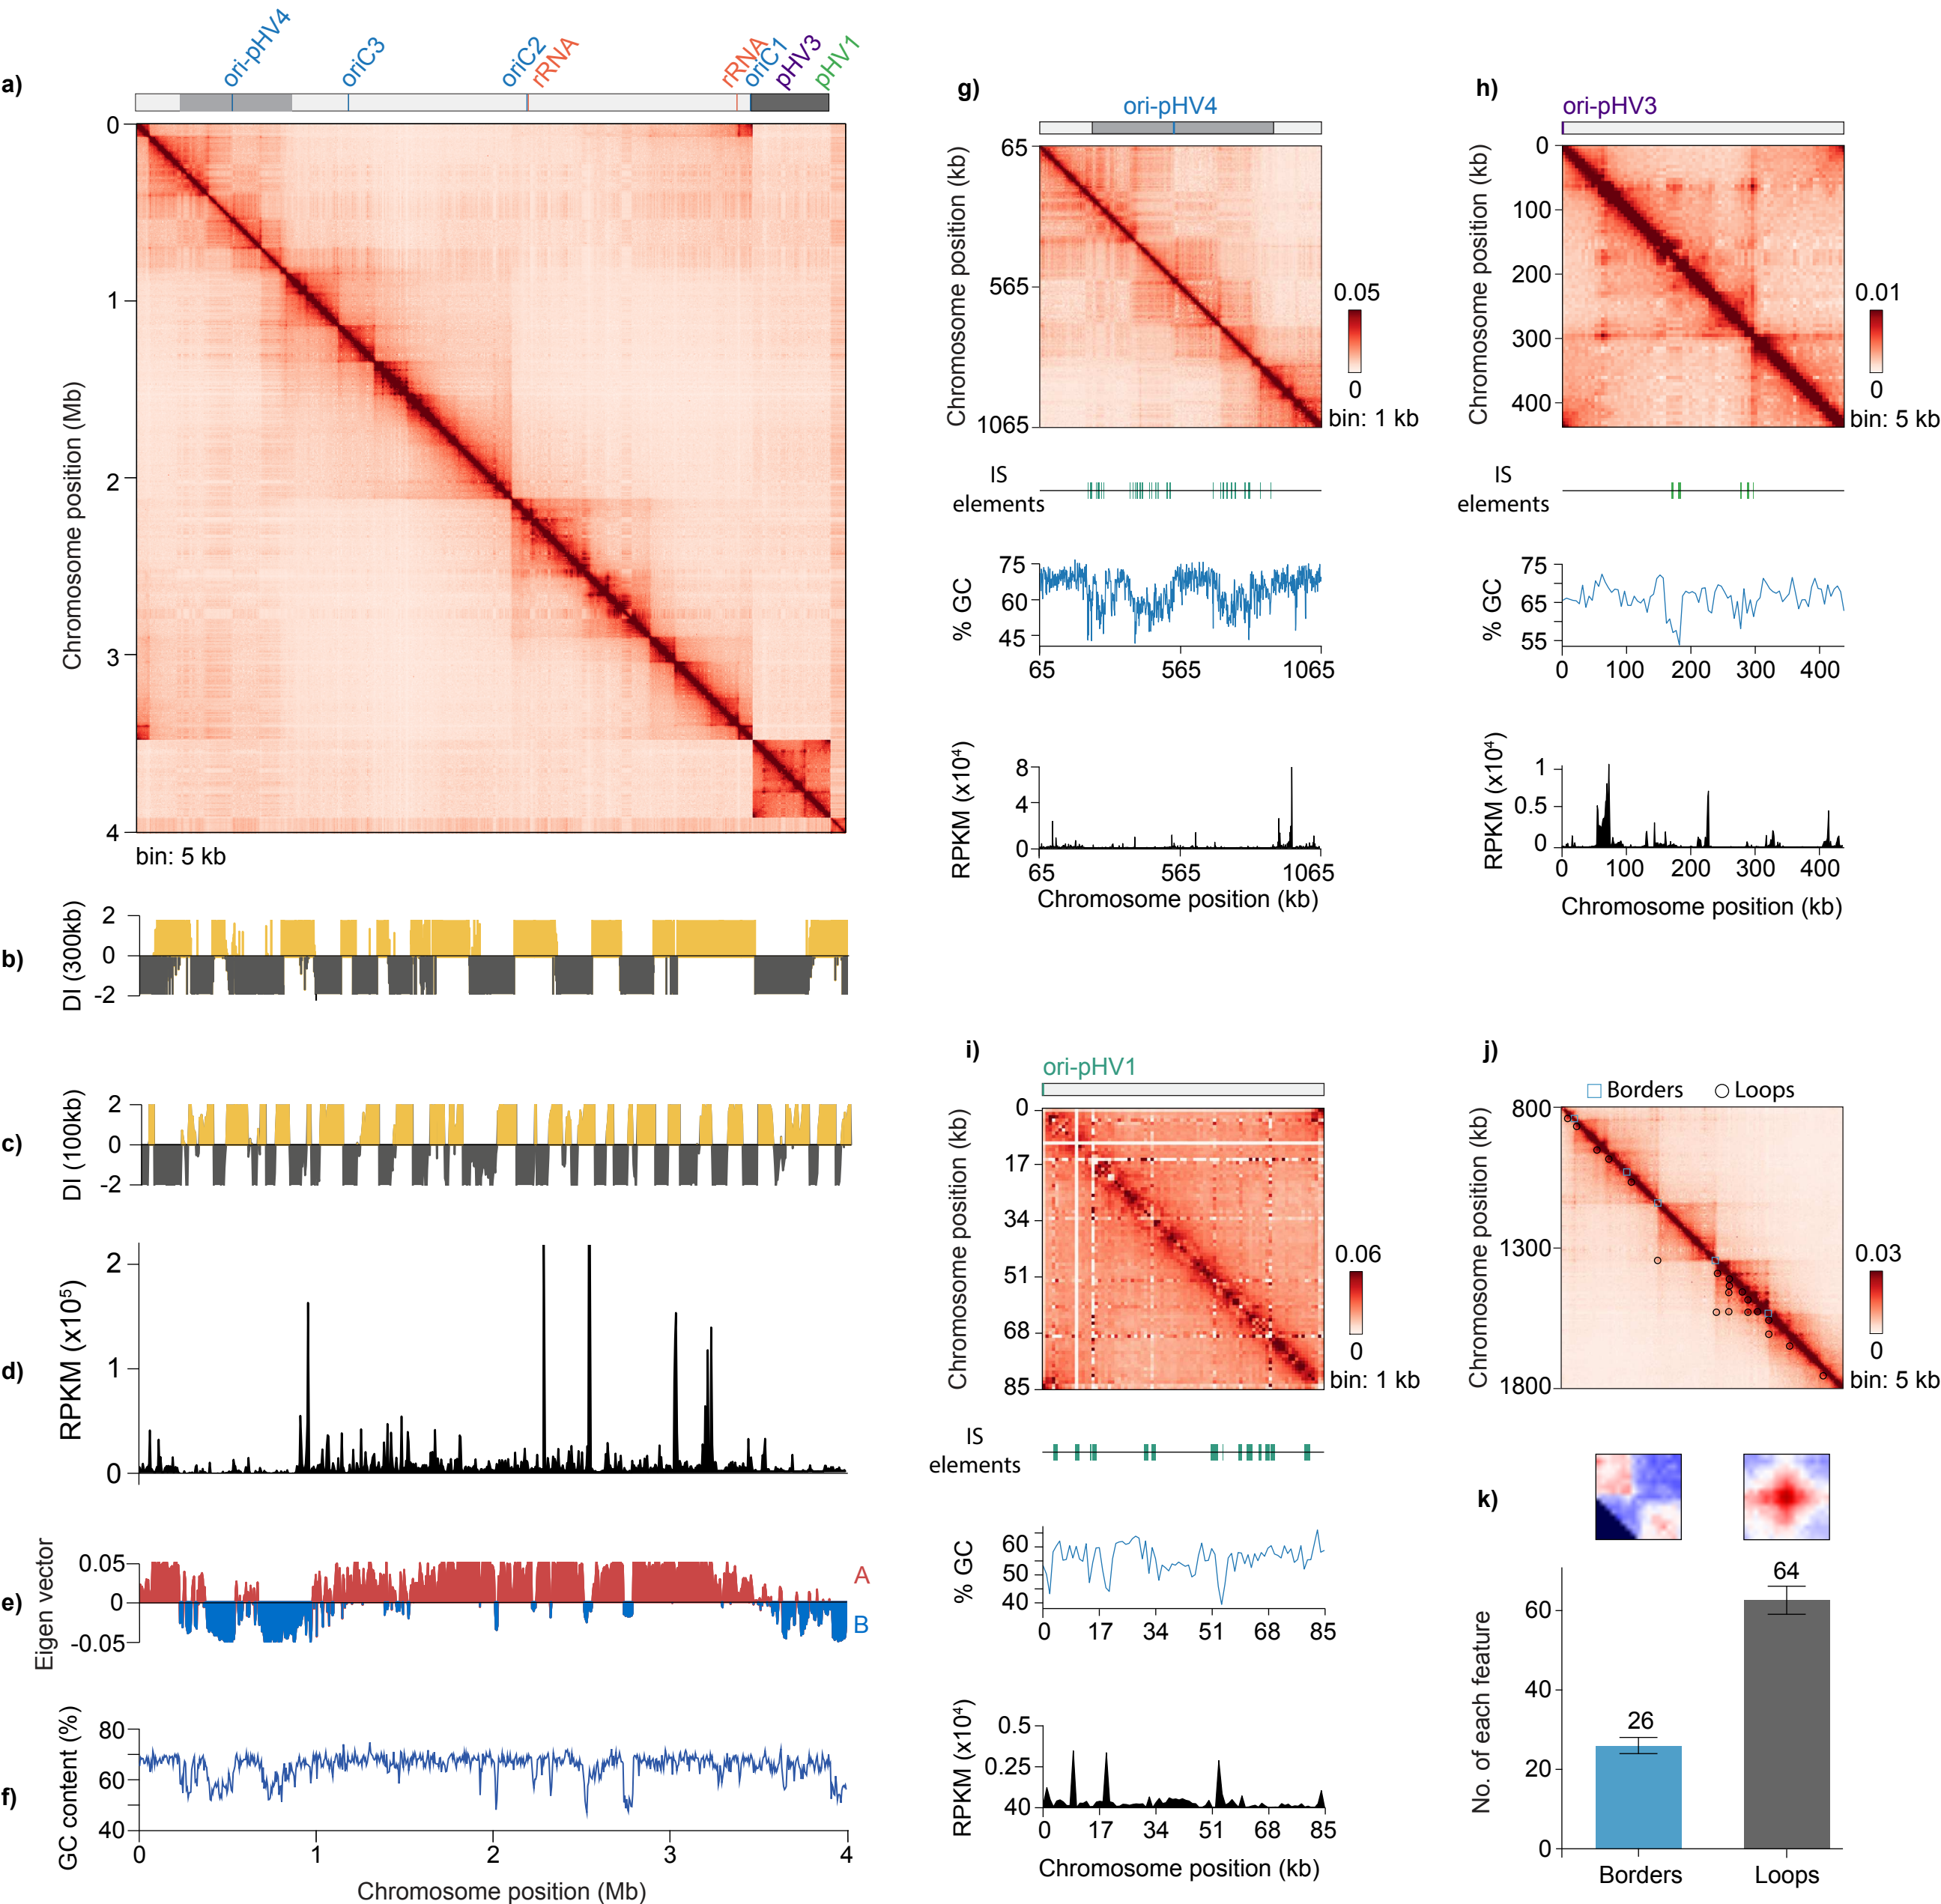 a)
ori-pHV4
oriC3
oriC2
rRNA
rRNA
oriC1
pHV3
pHV1
Chromosome position (Mb)
0
1
2
3
4
bin: 5 kb
b)
DI (300kb)
2
0
-2
c)
DI (100kb)
2
0
-2
d)
RPKM (x10⁵)
2
1
0
e)
Eigen vector
0.05
0
-0.05
A
B
f)
GC content (%)
80
60
40
0 1 2 3 4
Chromosome position (Mb)
g)
ori-pHV4
Chromosome position (kb)
65
565
1065
0.05
0
bin: 1 kb
IS
elements
% GC
75
60
45
65 565 1065
RPKM (x10⁴)
8
4
0
65 565 1065
Chromosome position (kb)
h)
ori-pHV3
Chromosome position (kb)
0
100
200
300
400
0.01
0
bin: 5 kb
IS
elements
% GC
75
65
55
0 100 200 300 400
RPKM (x10⁴)
1
0.5
0
0 100 200 300 400
Chromosome position (kb)
i)
ori-pHV1
Chromosome position (kb)
0
17
34
51
68
85
0.06
0
bin: 1 kb
IS
elements
% GC
60
50
40
0 17 34 51 68 85
RPKM (x10⁴)
0.5
0.25
40
0 17 34 51 68 85
Chromosome position (kb)
j)
Borders Loops
Chromosome position (kb)
800
1300
1800
0.03
0
bin: 5 kb
k)
No. of each feature
60
40
20
0
26
64
Borders Loops